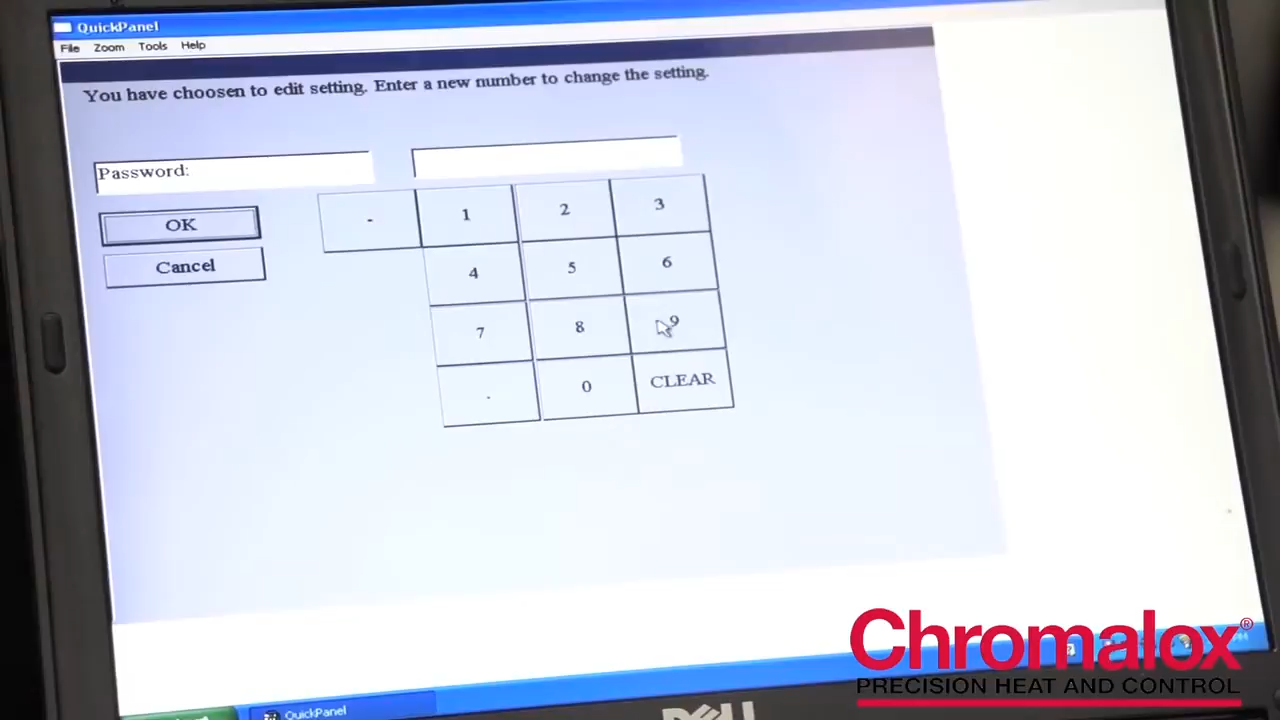 QuickPanel
File Zoom Tools Help
You have choosen to edit setting. Enter a new number to change the setting.
Password:
OK
Cancel
- 1 2 3
4 5 6
7 8 9
. 0 CLEAR
Chromalox®
PRECISION HEAT AND CONTROL
QuickPanel
DELL